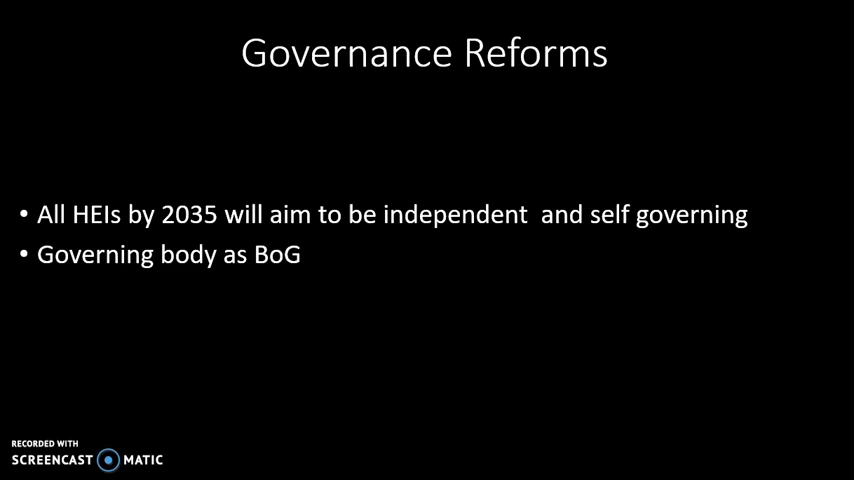 Governance Reforms
• All HEIs by 2035 will aim to be independent  and self governing
• Governing body as BoG
RECORDED WITH
SCREENCAST MATIC